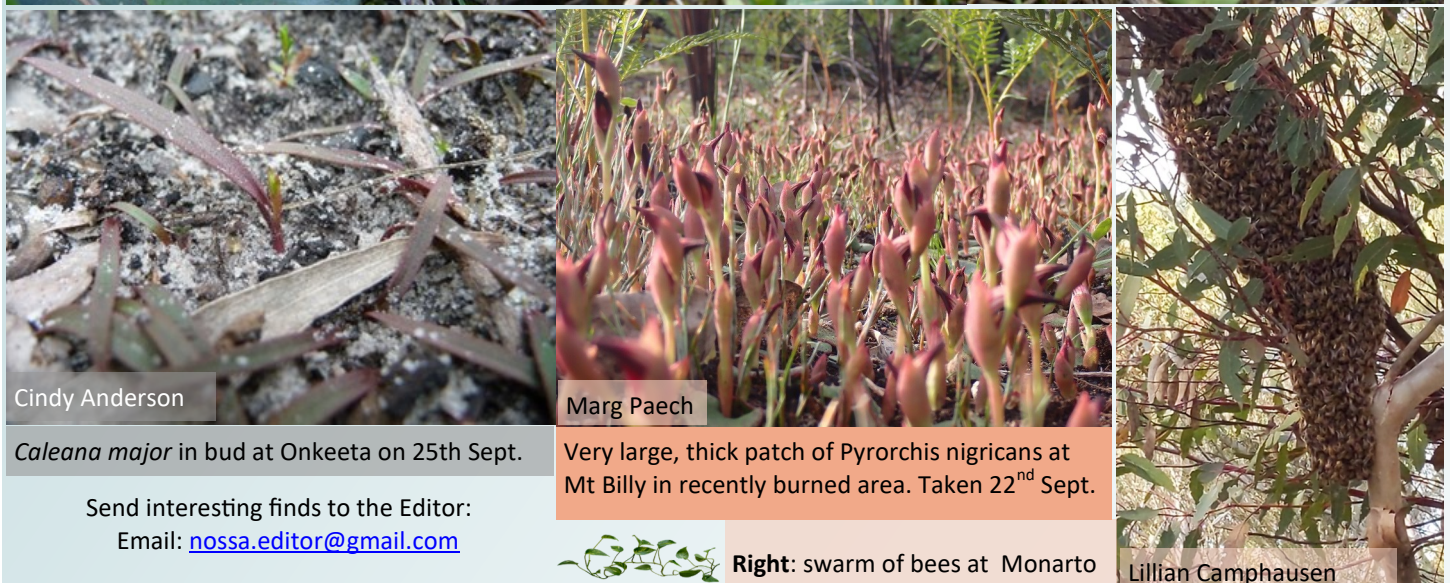 Cindy Anderson
Caleana major in bud at Onkeeta on 25th Sept.
Send interesting finds to the Editor:
Email: nossa.editor@gmail.com
Marg Paech
Very large, thick patch of Pyrorchis nigricans at
Mt Billy in recently burned area. Taken 22nd Sept.
Right: swarm of bees at Monarto
Lillian Camphausen